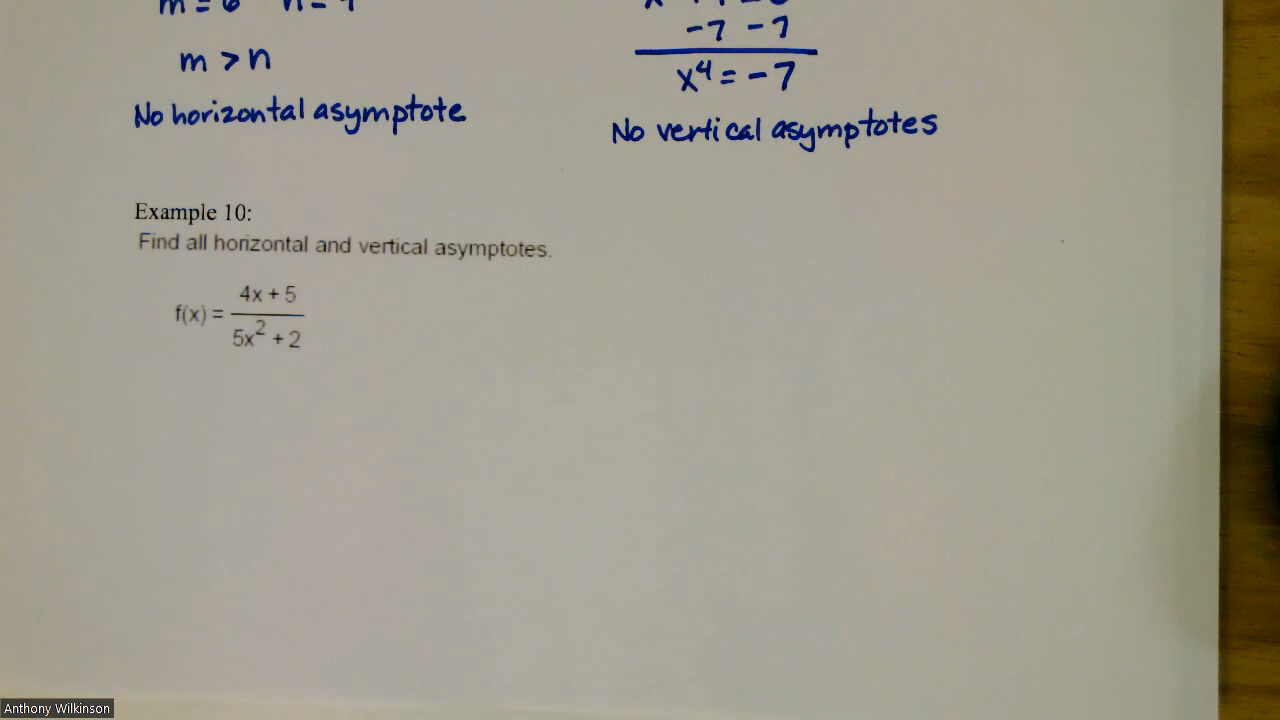 m > n
No horizontal asymptote
-7 -7
x⁴ = -7
No vertical asymptotes
Example 10:
Find all horizontal and vertical asymptotes.
f(x) = 4x + 5
5x² + 2
Anthony Wilkinson